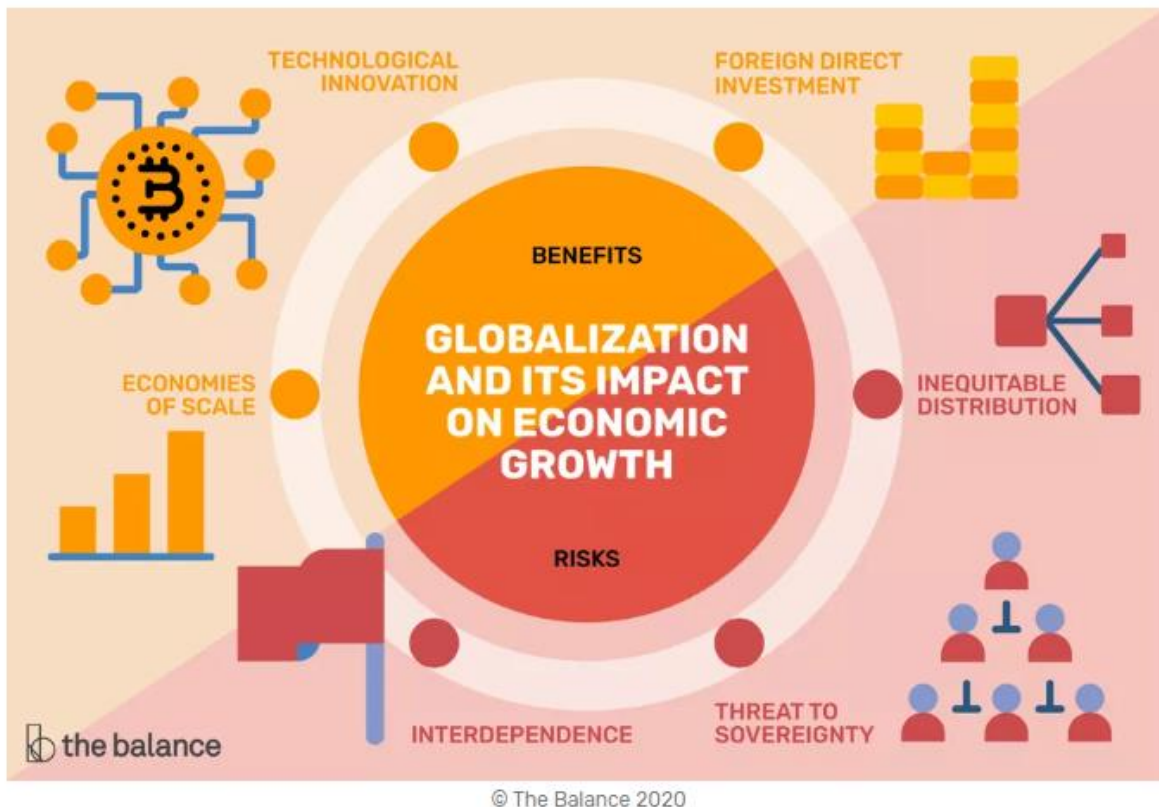 TECHNOLOGICAL
INNOVATION
FOREIGN DIRECT
INVESTMENT
BENEFITS
GLOBALIZATION
AND ITS IMPACT
ON ECONOMIC
GROWTH
ECONOMIES
OF SCALE
INEQUITABLE
DISTRIBUTION
RISKS
INTERDEPENDENCE
THREAT TO
SOVEREIGNTY
the balance
© The Balance 2020